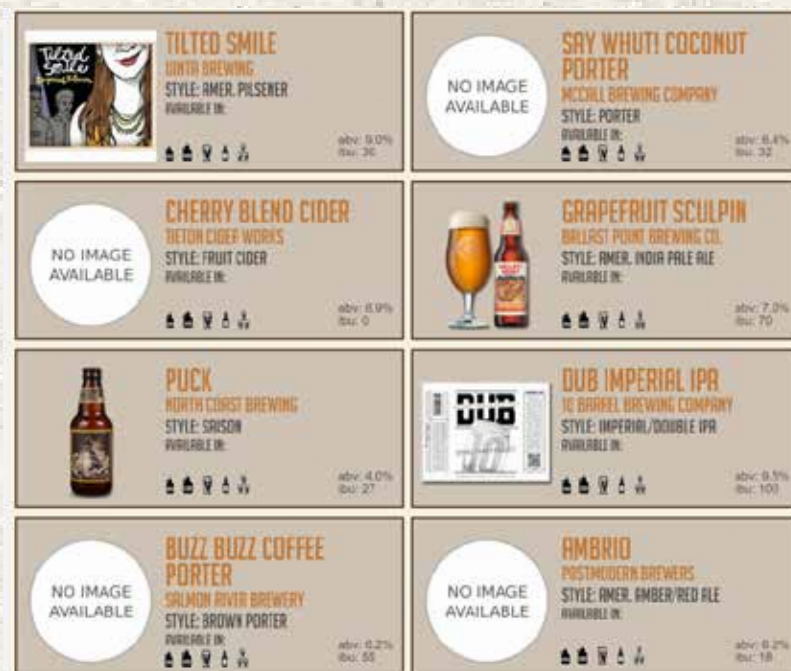 Tilted
Smile
TILTED SMILE
UINTA BREWING
STYLE: AMER. PILSENER
AVAILABLE IN:
abv: 9.0%
ibu: 36
NO IMAGE
AVAILABLE
SAY WHUT! COCONUT
PORTER
MCCALL BREWING COMPANY
STYLE: PORTER
AVAILABLE IN:
abv: 6.4%
ibu: 32
NO IMAGE
AVAILABLE
CHERRY BLEND CIDER
TIETON CIDER WORKS
STYLE: FRUIT CIDER
AVAILABLE IN:
abv: 6.9%
ibu: 0
GRAPEFRUIT SCULPIN
BALLAST POINT BREWING CO.
STYLE: AMER. INDIA PALE ALE
AVAILABLE IN:
abv: 7.0%
ibu: 70
PUCK
NORTH COAST BREWING
STYLE: SAISON
AVAILABLE IN:
abv: 4.0%
ibu: 27
DUB
10
DUB IMPERIAL IPA
10 BARREL BREWING COMPANY
STYLE: IMPERIAL/DOUBLE IPA
AVAILABLE IN:
abv: 9.5%
ibu: 100
NO IMAGE
AVAILABLE
BUZZ BUZZ COFFEE
PORTER
SALMON RIVER BREWERY
STYLE: BROWN PORTER
AVAILABLE IN:
abv: 6.2%
ibu: 55
NO IMAGE
AVAILABLE
AMBRIO
POSTMODERN BREWERS
STYLE: AMER. AMBER/RED ALE
AVAILABLE IN:
abv: 6.2%
ibu: 18